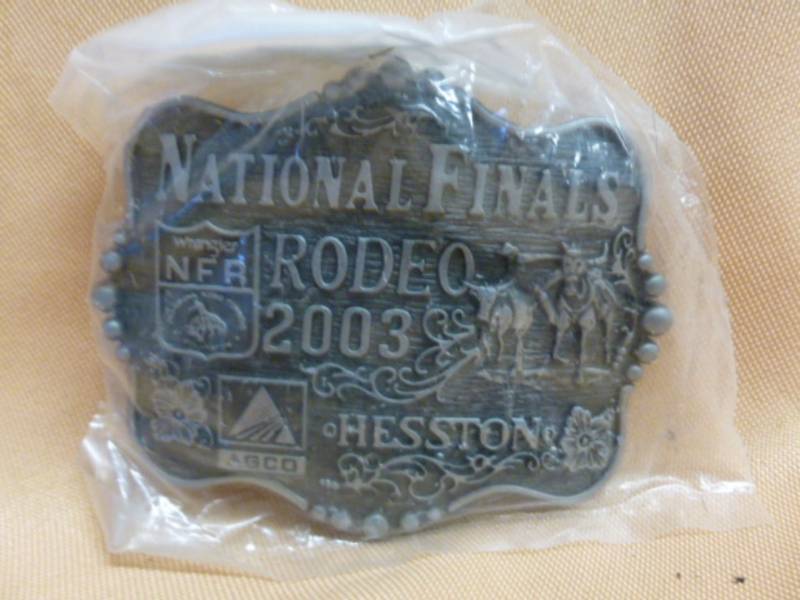 NATIONAL FINALS
RODEO
2003
Wrangler
NFR
AGCO
HESSTON